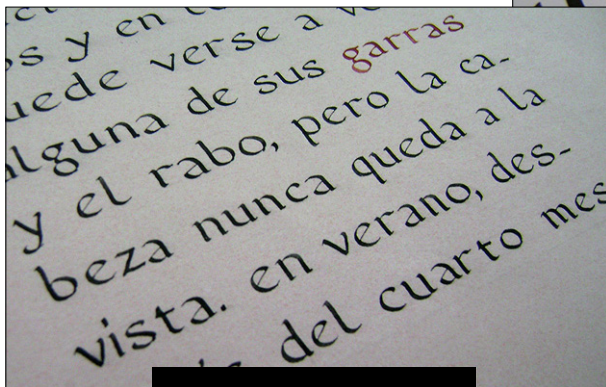 y en
uede verse a
alguna de sus garras
y el rabo, pero la ca-
beza nunca queda a la
vista. en verano, des-
del cuarto mes